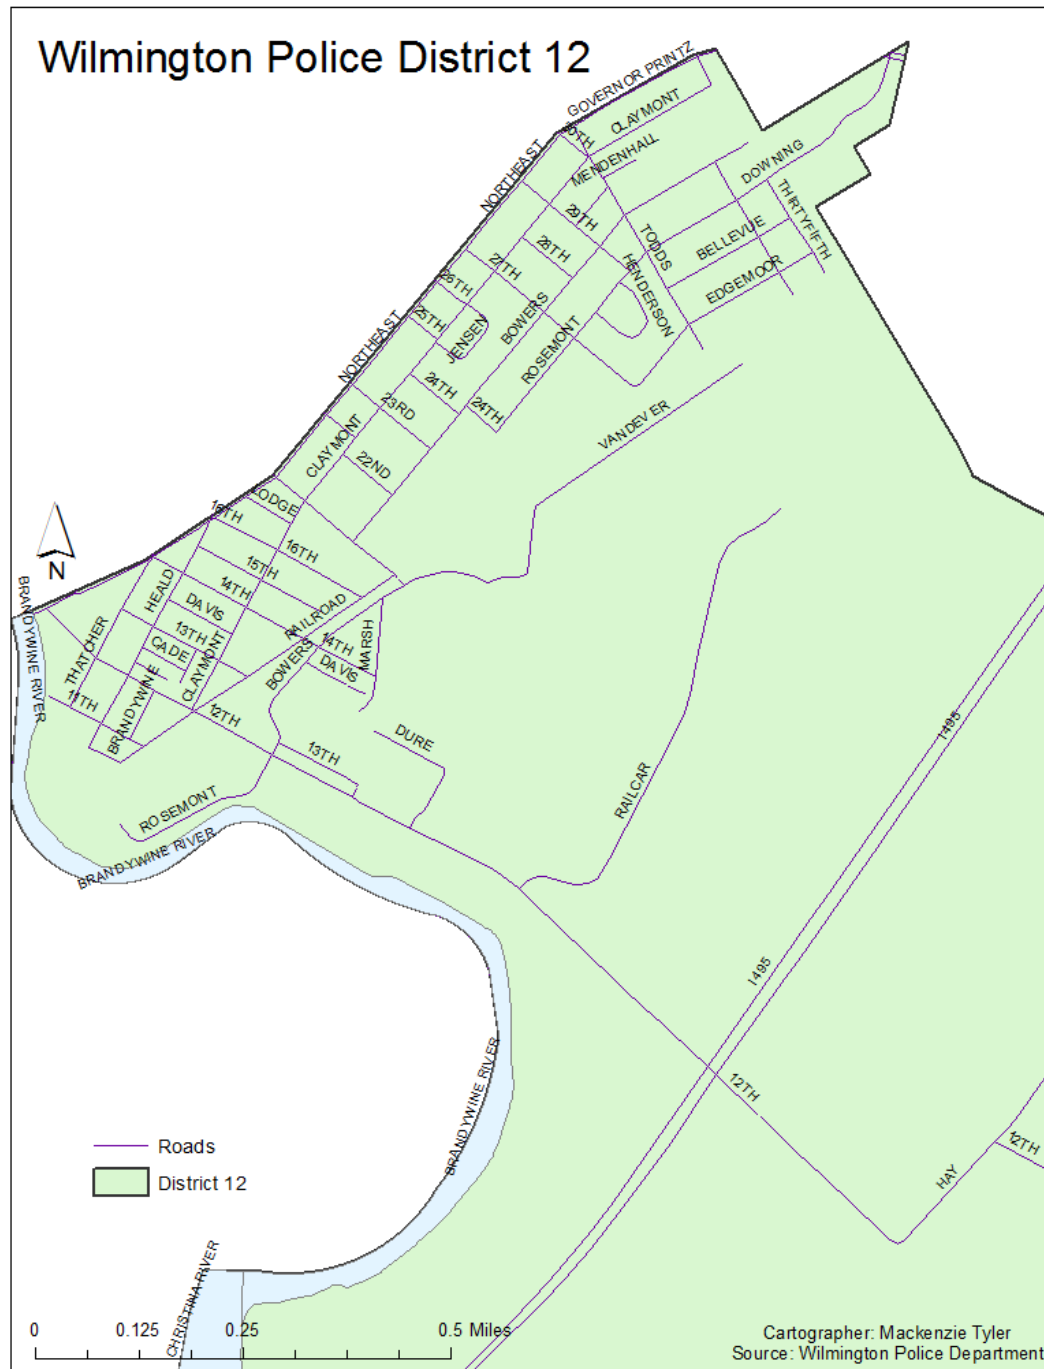 Wilmington Police District 12
GOVERNOR PRINTZ
CLAYMONT
30TH
MENDENHALL
NORTHEAST
DOWNING
THIRTYFIFTH
29TH
TODDS
BELLEVUE
28TH
HENDERSON
EDGEMOOR
27TH
26TH
BOWERS
25TH
JENSEN
NORTHEAST
ROSEMONT
24TH
24TH
23RD
VANDEVER
CLAYMONT
22ND
LODGE
16TH
16TH
15TH
N
14TH
HEALD
DAVIS
RAILROAD
BRANDYWINE RIVER
13TH
14TH
MARSH
THATCHER
CADE
BOWERS
DAVIS
CLAYMONT
11TH
BRANDYWINE
12TH
13TH
DURE
I495
RAILCAR
ROSEMONT
BRANDYWINE RIVER
I495
12TH
BRANDYWINE RIVER
12TH
HAY
Roads
District 12
CHRISTINA RIVER
0 0.125 0.25 0.5 Miles
Cartographer: Mackenzie Tyler
Source: Wilmington Police Department